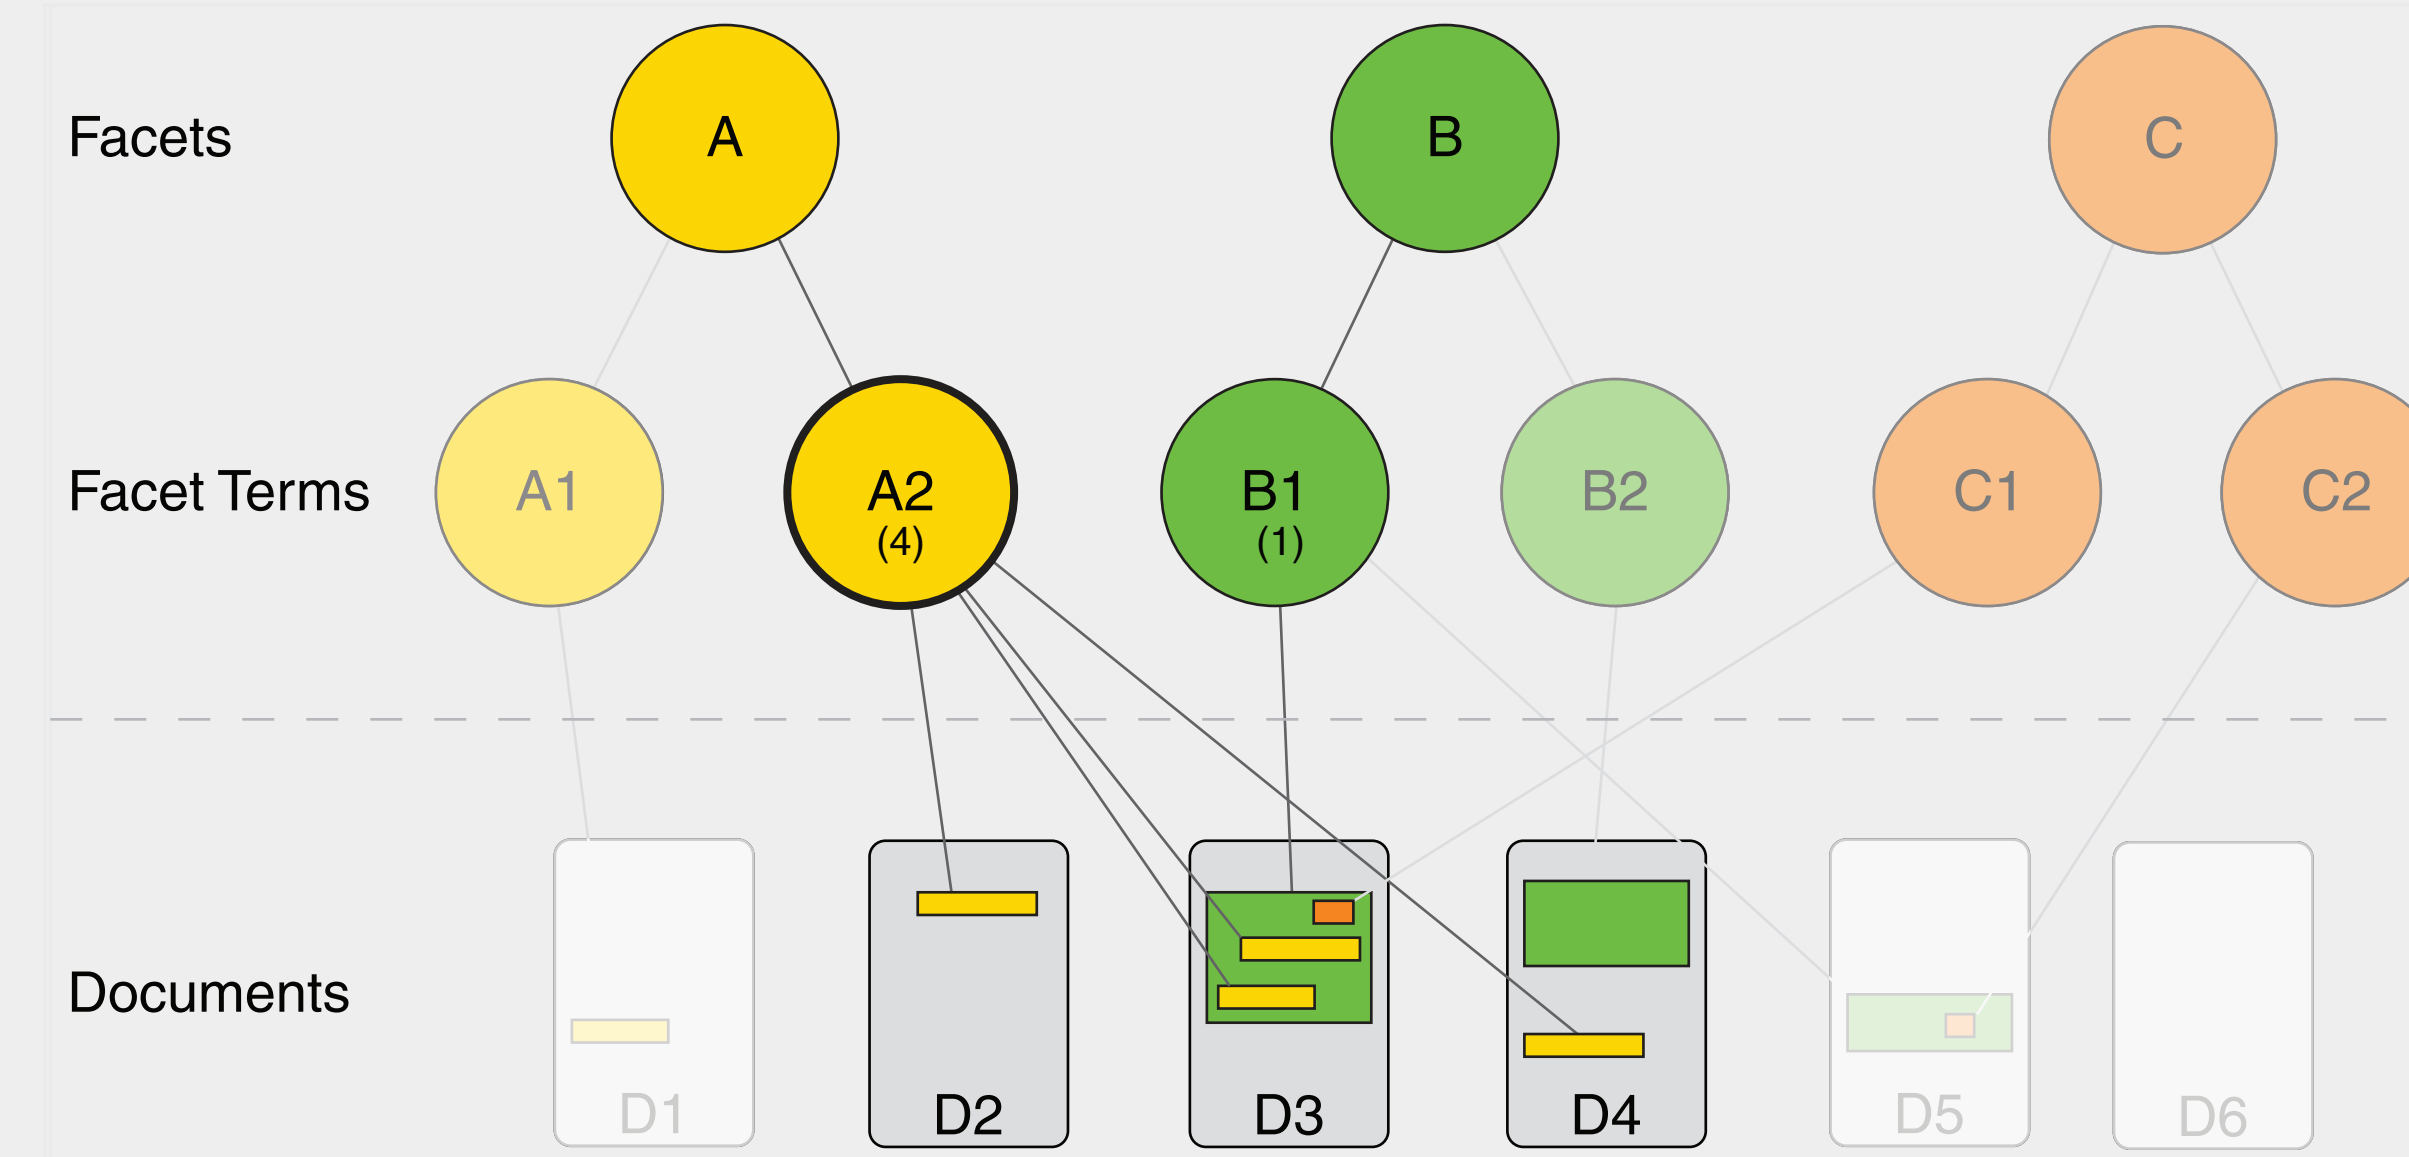 Facets
A
B
C
Facet Terms
A1
A2
(4)
B1
(1)
B2
C1
C2
Documents
D1
D2
D3
D4
D5
D6